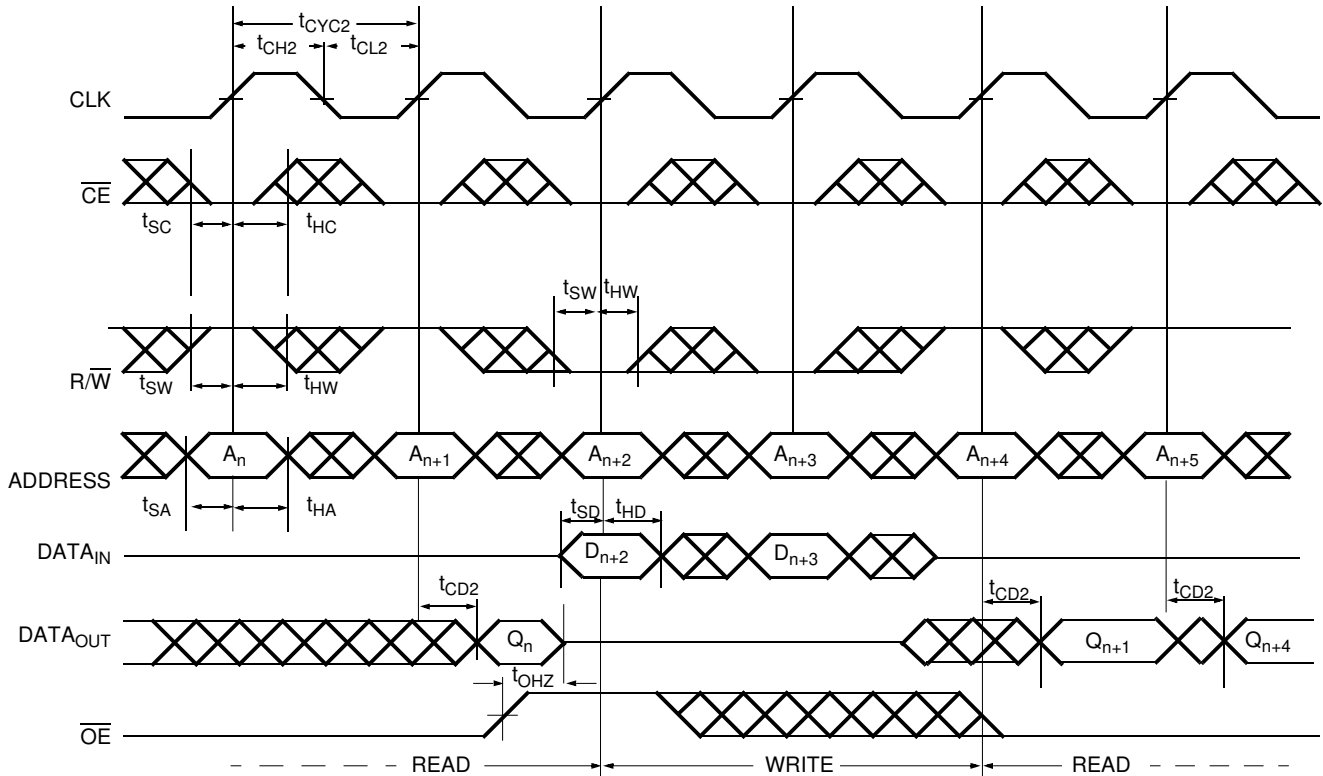 tCYC2
tCH2 tCL2
CLK
CE
tSC tHC
tSW tHW
R/W
tSW tHW
An An+1 An+2 An+3 An+4 An+5
ADDRESS
tSA tHA
tSD tHD
DATAIN
Dn+2 Dn+3
tCD2 tCD2 tCD2
DATAOUT
Qn Qn+1 Qn+4
tOHZ
OE
READ WRITE READ